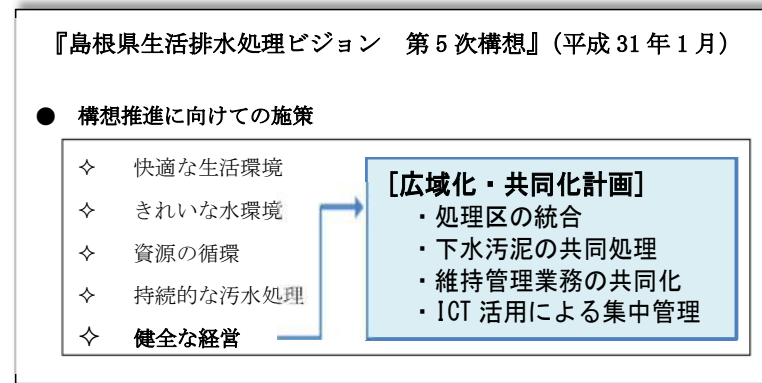 『島根県生活排水処理ビジョン　第5次構想』（平成31年1月）
● 構想推進に向けての施策
✧ 快適な生活環境
✧ きれいな水環境
✧ 資源の循環
✧ 持続的な汚水処理
✧ 健全な経営
[広域化・共同化計画]
・処理区の統合
・下水汚泥の共同処理
・維持管理業務の共同化
・ICT活用による集中管理